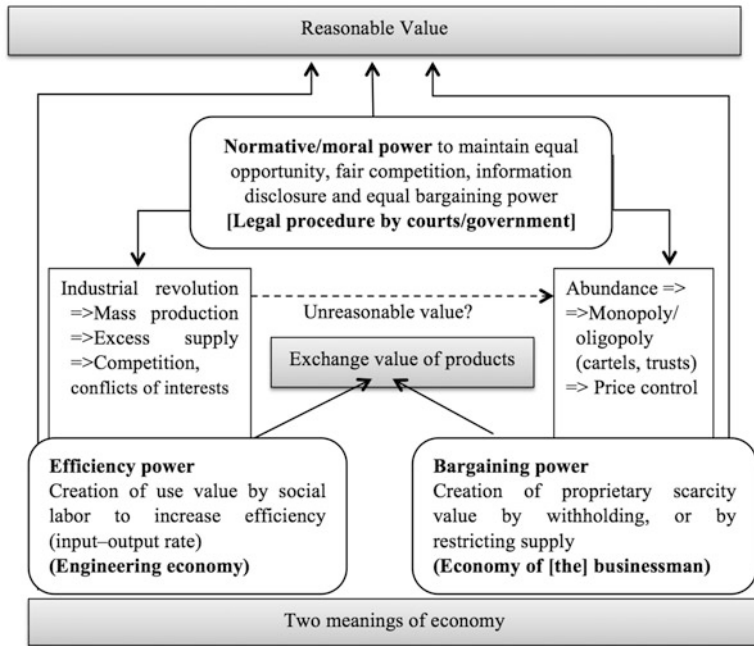 Reasonable Value
Normative/moral power to maintain equal
opportunity, fair competition, information
disclosure and equal bargaining power
[Legal procedure by courts/government]
Industrial revolution
=>Mass production
=>Excess supply
=>Competition,
conflicts of interests
Unreasonable value?
Exchange value of products
Abundance =>
=>Monopoly/
oligopoly
(cartels, trusts)
=> Price control
Efficiency power
Creation of use value by social
labor to increase efficiency
(input–output rate)
(Engineering economy)
Bargaining power
Creation of proprietary scarcity
value by withholding, or by
restricting supply
(Economy of [the] businessman)
Two meanings of economy